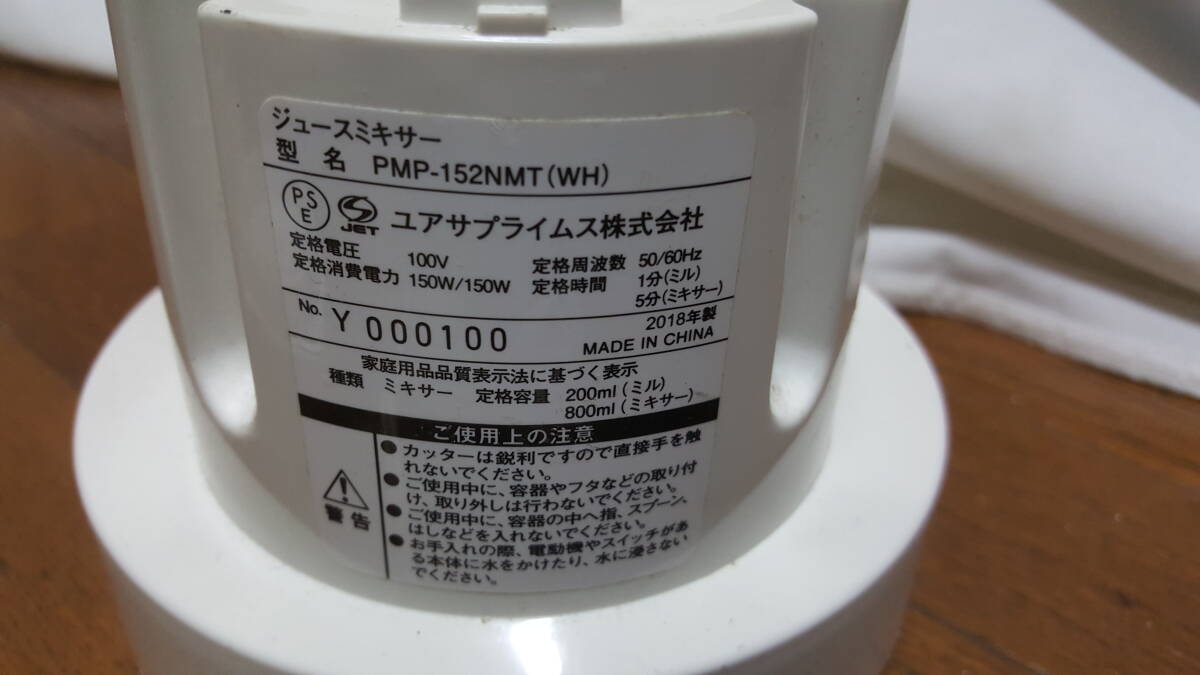 ジュースミキサー
型 名 PMP-152NMT(WH)
PSE JET ユアサプライムス株式会社
定格電圧 100V 定格周波数 50/60Hz
定格消費電力 150W/150W 定格時間 1分(ミル)
5分(ミキサー)
No. Y 000100 2018年製
MADE IN CHINA
家庭用品品質表示法に基づく表示
種類 ミキサー 定格容量 200ml(ミル)
800ml(ミキサー)
ご使用上の注意
警告
●カッターは鋭利ですので直接手を触
れないでください。
●ご使用中に、容器やフタなどの取り付
け、取り外しは行わないでください。
●ご使用中に、容器の中へ指、スプーン、
はしなどを入れないでください。
●お手入れの際、電動機やスイッチがあ
る本体に水をかけたり、水に浸さない
でください。